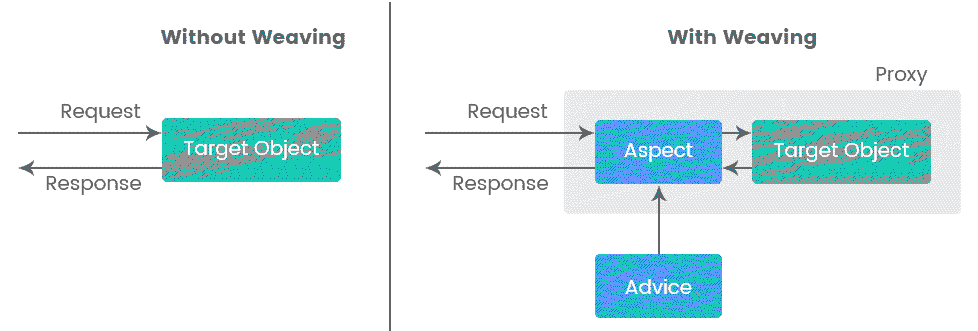 Without Weaving
Request
Target Object
Response
With Weaving
Proxy
Request
Aspect
Target Object
Response
Advice